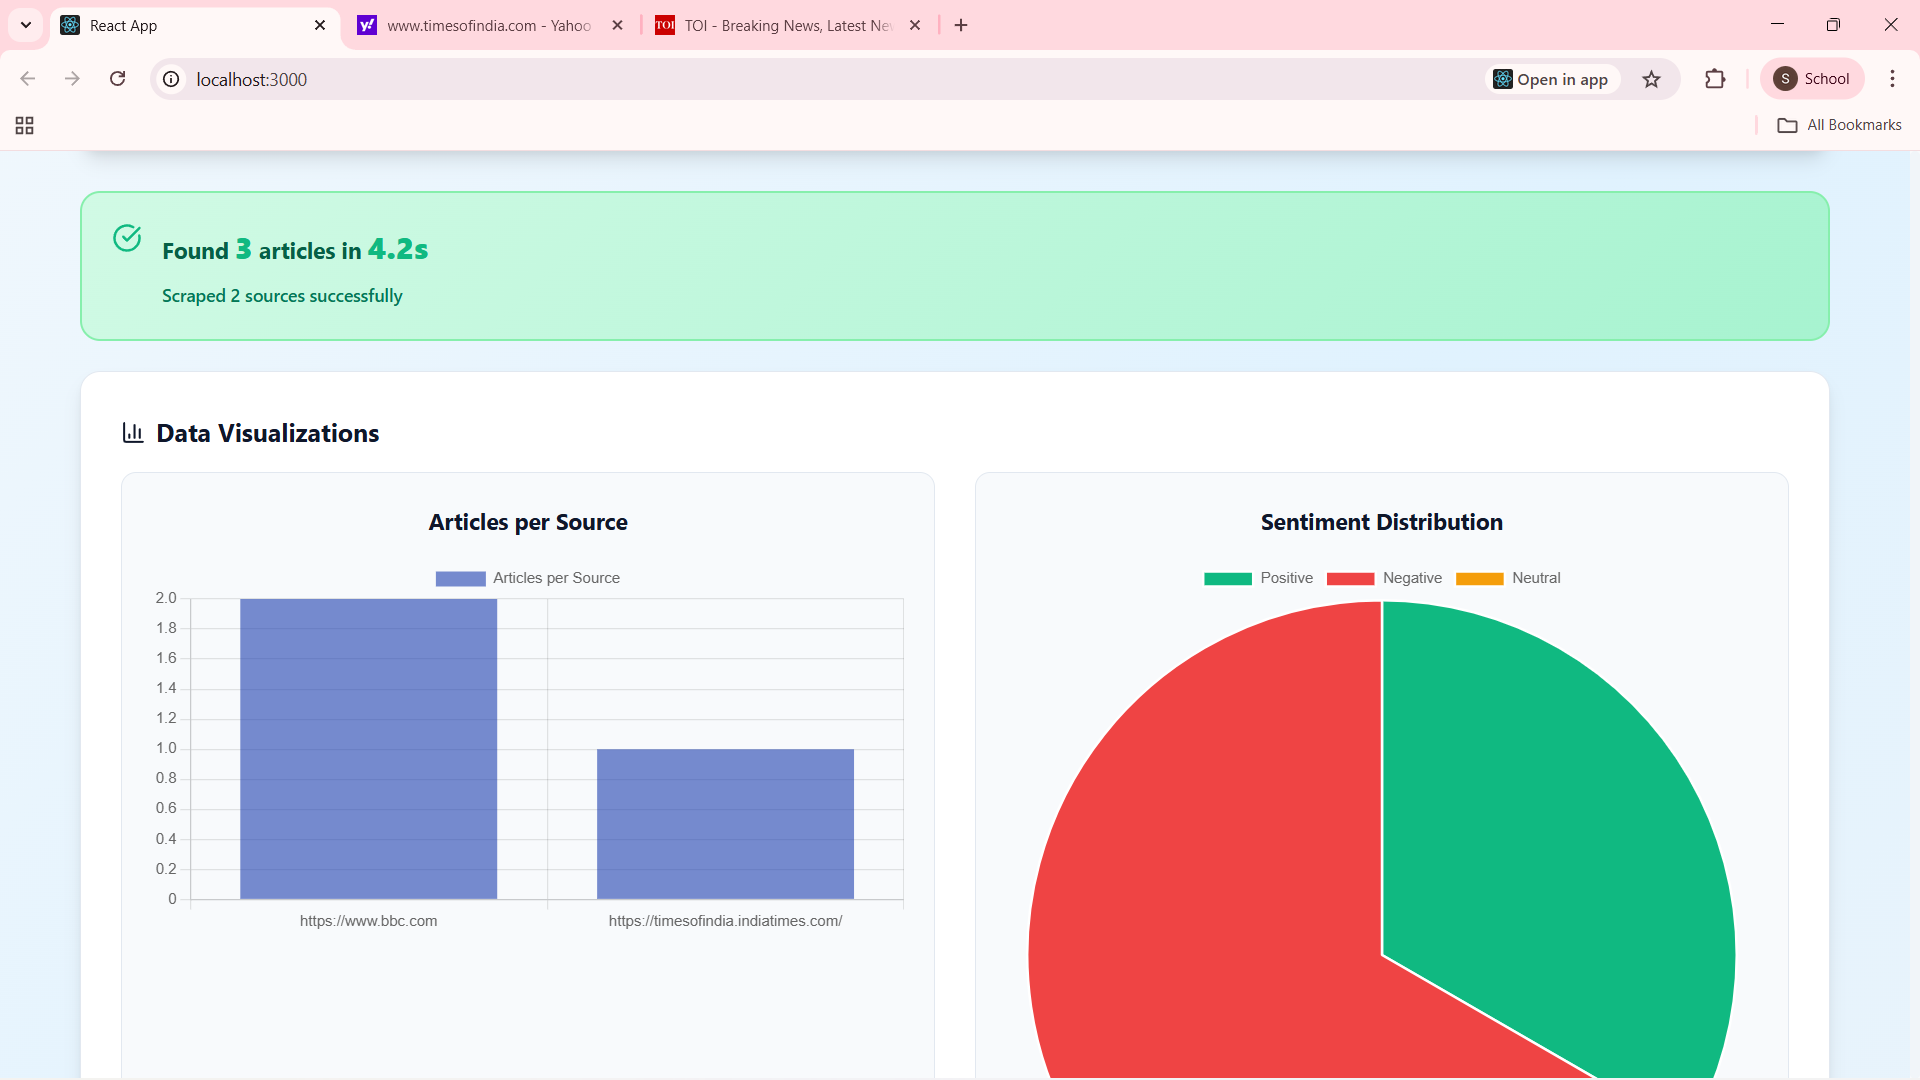 React App
www.timesofindia.com - Yahoo
TOI
TOI - Breaking News, Latest Ne
localhost:3000
Open in app
S
School
All Bookmarks
Found 3 articles in 4.2s
Scraped 2 sources successfully
Data Visualizations
Articles per Source
Articles per Source
2.0
1.8
1.6
1.4
1.2
1.0
0.8
0.6
0.4
0.2
0
https://www.bbc.com
https://timesofindia.indiatimes.com/
Sentiment Distribution
Positive
Negative
Neutral